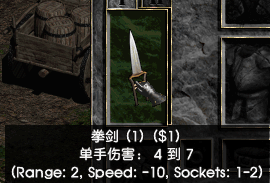 拳剑 (1) ($1)
单手伤害： 4 到 7
(Range: 2, Speed: -10, Sockets: 1-2)